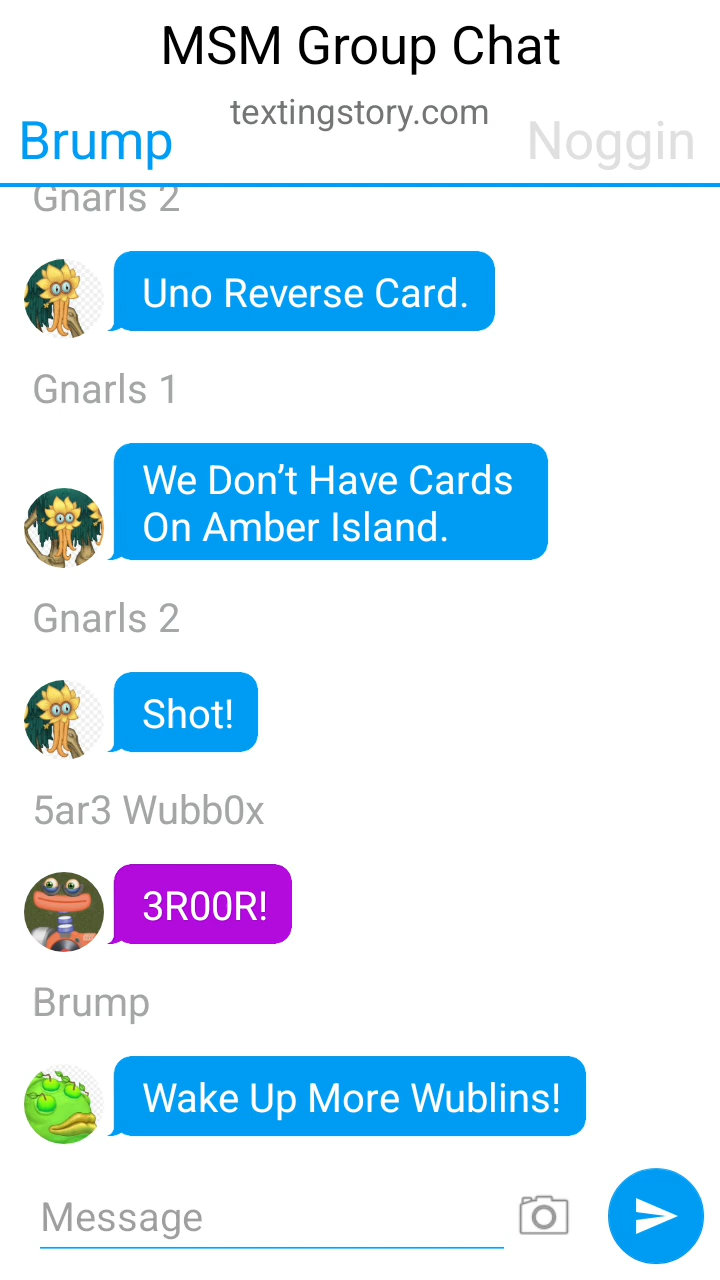 MSM Group Chat
textingstory.com
Brump
Noggin
Gnarls 2
Uno Reverse Card.
Gnarls 1
We Don’t Have Cards
On Amber Island.
Gnarls 2
Shot!
5ar3 Wubb0x
3R00R!
Brump
Wake Up More Wublins!
Message